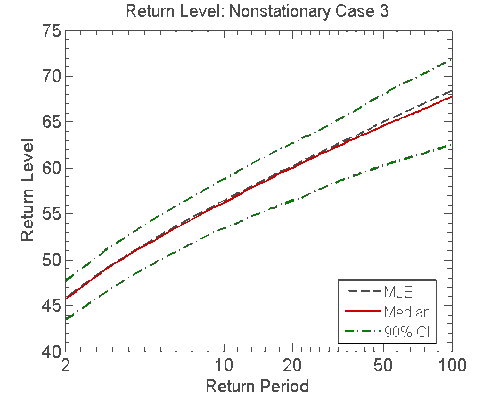 Return Level: Nonstationary Case 3
75
70
65
60
55
50
45
40
Return Level
2
10
20
50
100
Return Period
MLE
Median
90% CI